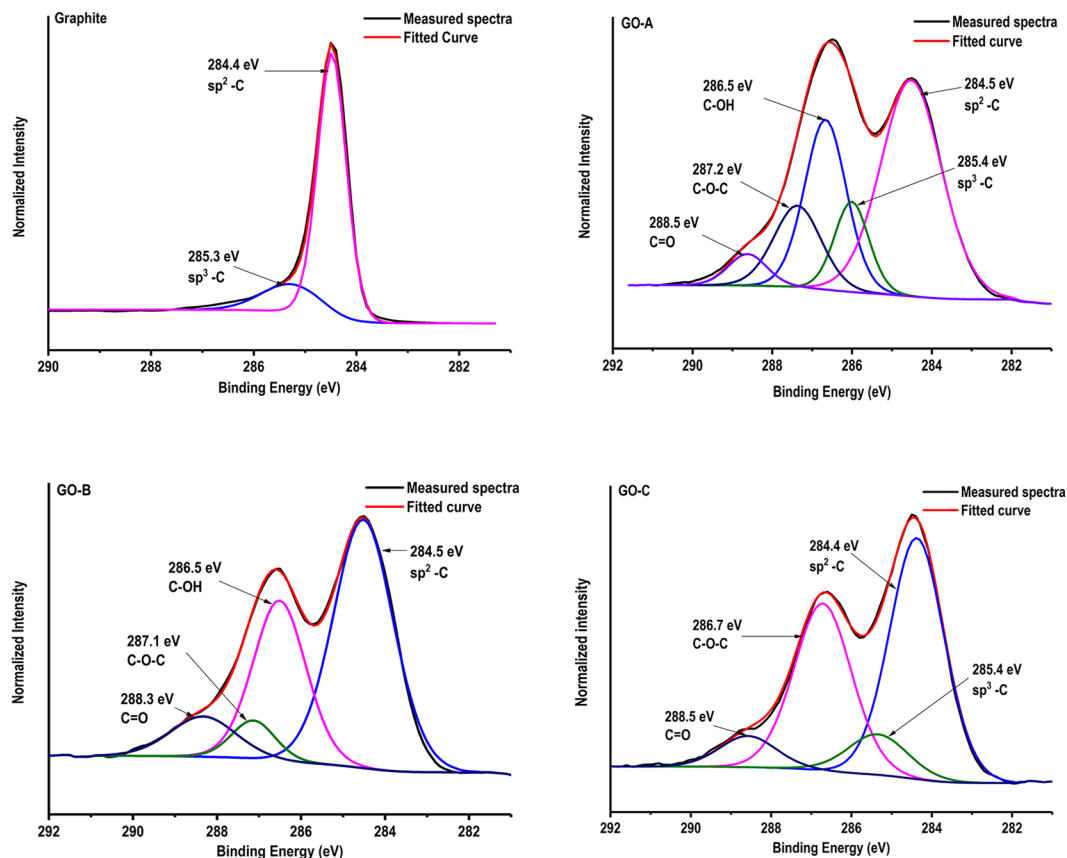 Graphite
Measured spectra
Fitted Curve
284.4 eV
sp² -C
285.3 eV
sp³ -C
Normalized Intensity
290 288 286 284 282
Binding Energy (eV)
GO-A
Measured spectra
Fitted curve
286.5 eV
C-OH
284.5 eV
sp² -C
287.2 eV
C-O-C
285.4 eV
sp³ -C
288.5 eV
C=O
Normalized Intensity
292 290 288 286 284 282
Binding Energy (eV)
GO-B
Measured spectra
Fitted curve
286.5 eV
C-OH
284.5 eV
sp² -C
287.1 eV
C-O-C
288.3 eV
C=O
Normalized intensity
292 290 288 286 284 282
Binding Energy (eV)
GO-C
Measured spectra
Fitted curve
284.4 eV
sp² -C
286.7 eV
C-O-C
285.4 eV
sp³ -C
288.5 eV
C=O
Normalized intensity
292 290 288 286 284 282
Binding Energy (eV)